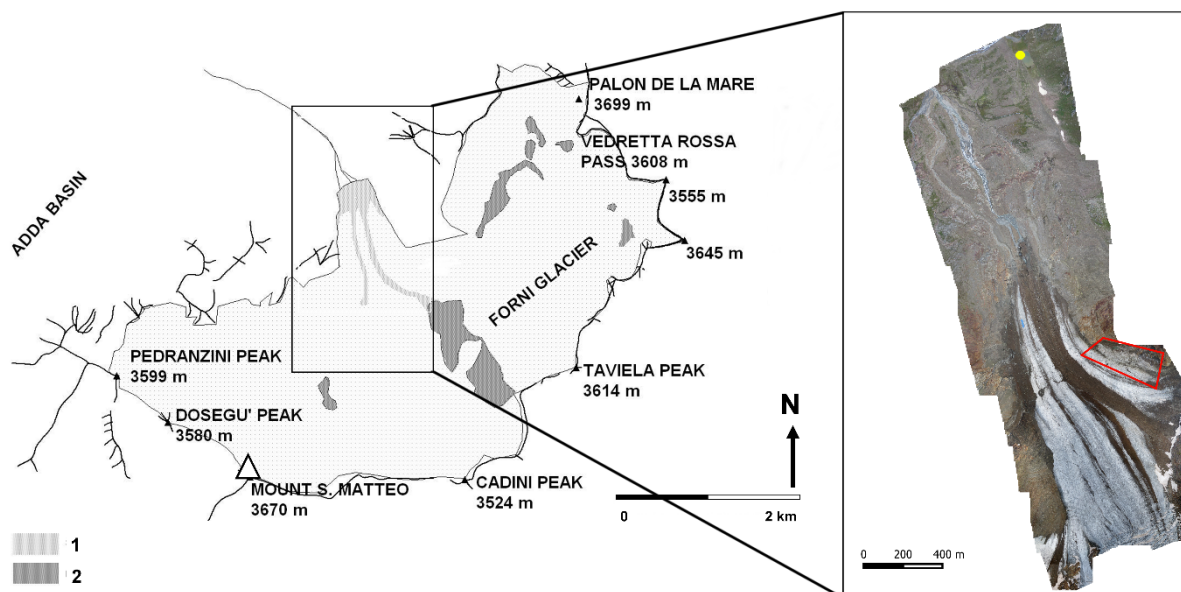 PALON DE LA MARE
3699 m
VEDRETTA ROSSA
PASS 3608 m
3555 m
ADDA BASIN
3645 m
FORNI GLACIER
PEDRANZINI PEAK
3599 m
TAVIELA PEAK
3614 m
DOSEGU' PEAK
3580 m
N
MOUNT S. MATTEO
3670 m
CADINI PEAK
3524 m
0 2 km
1
2
0 200 400 m